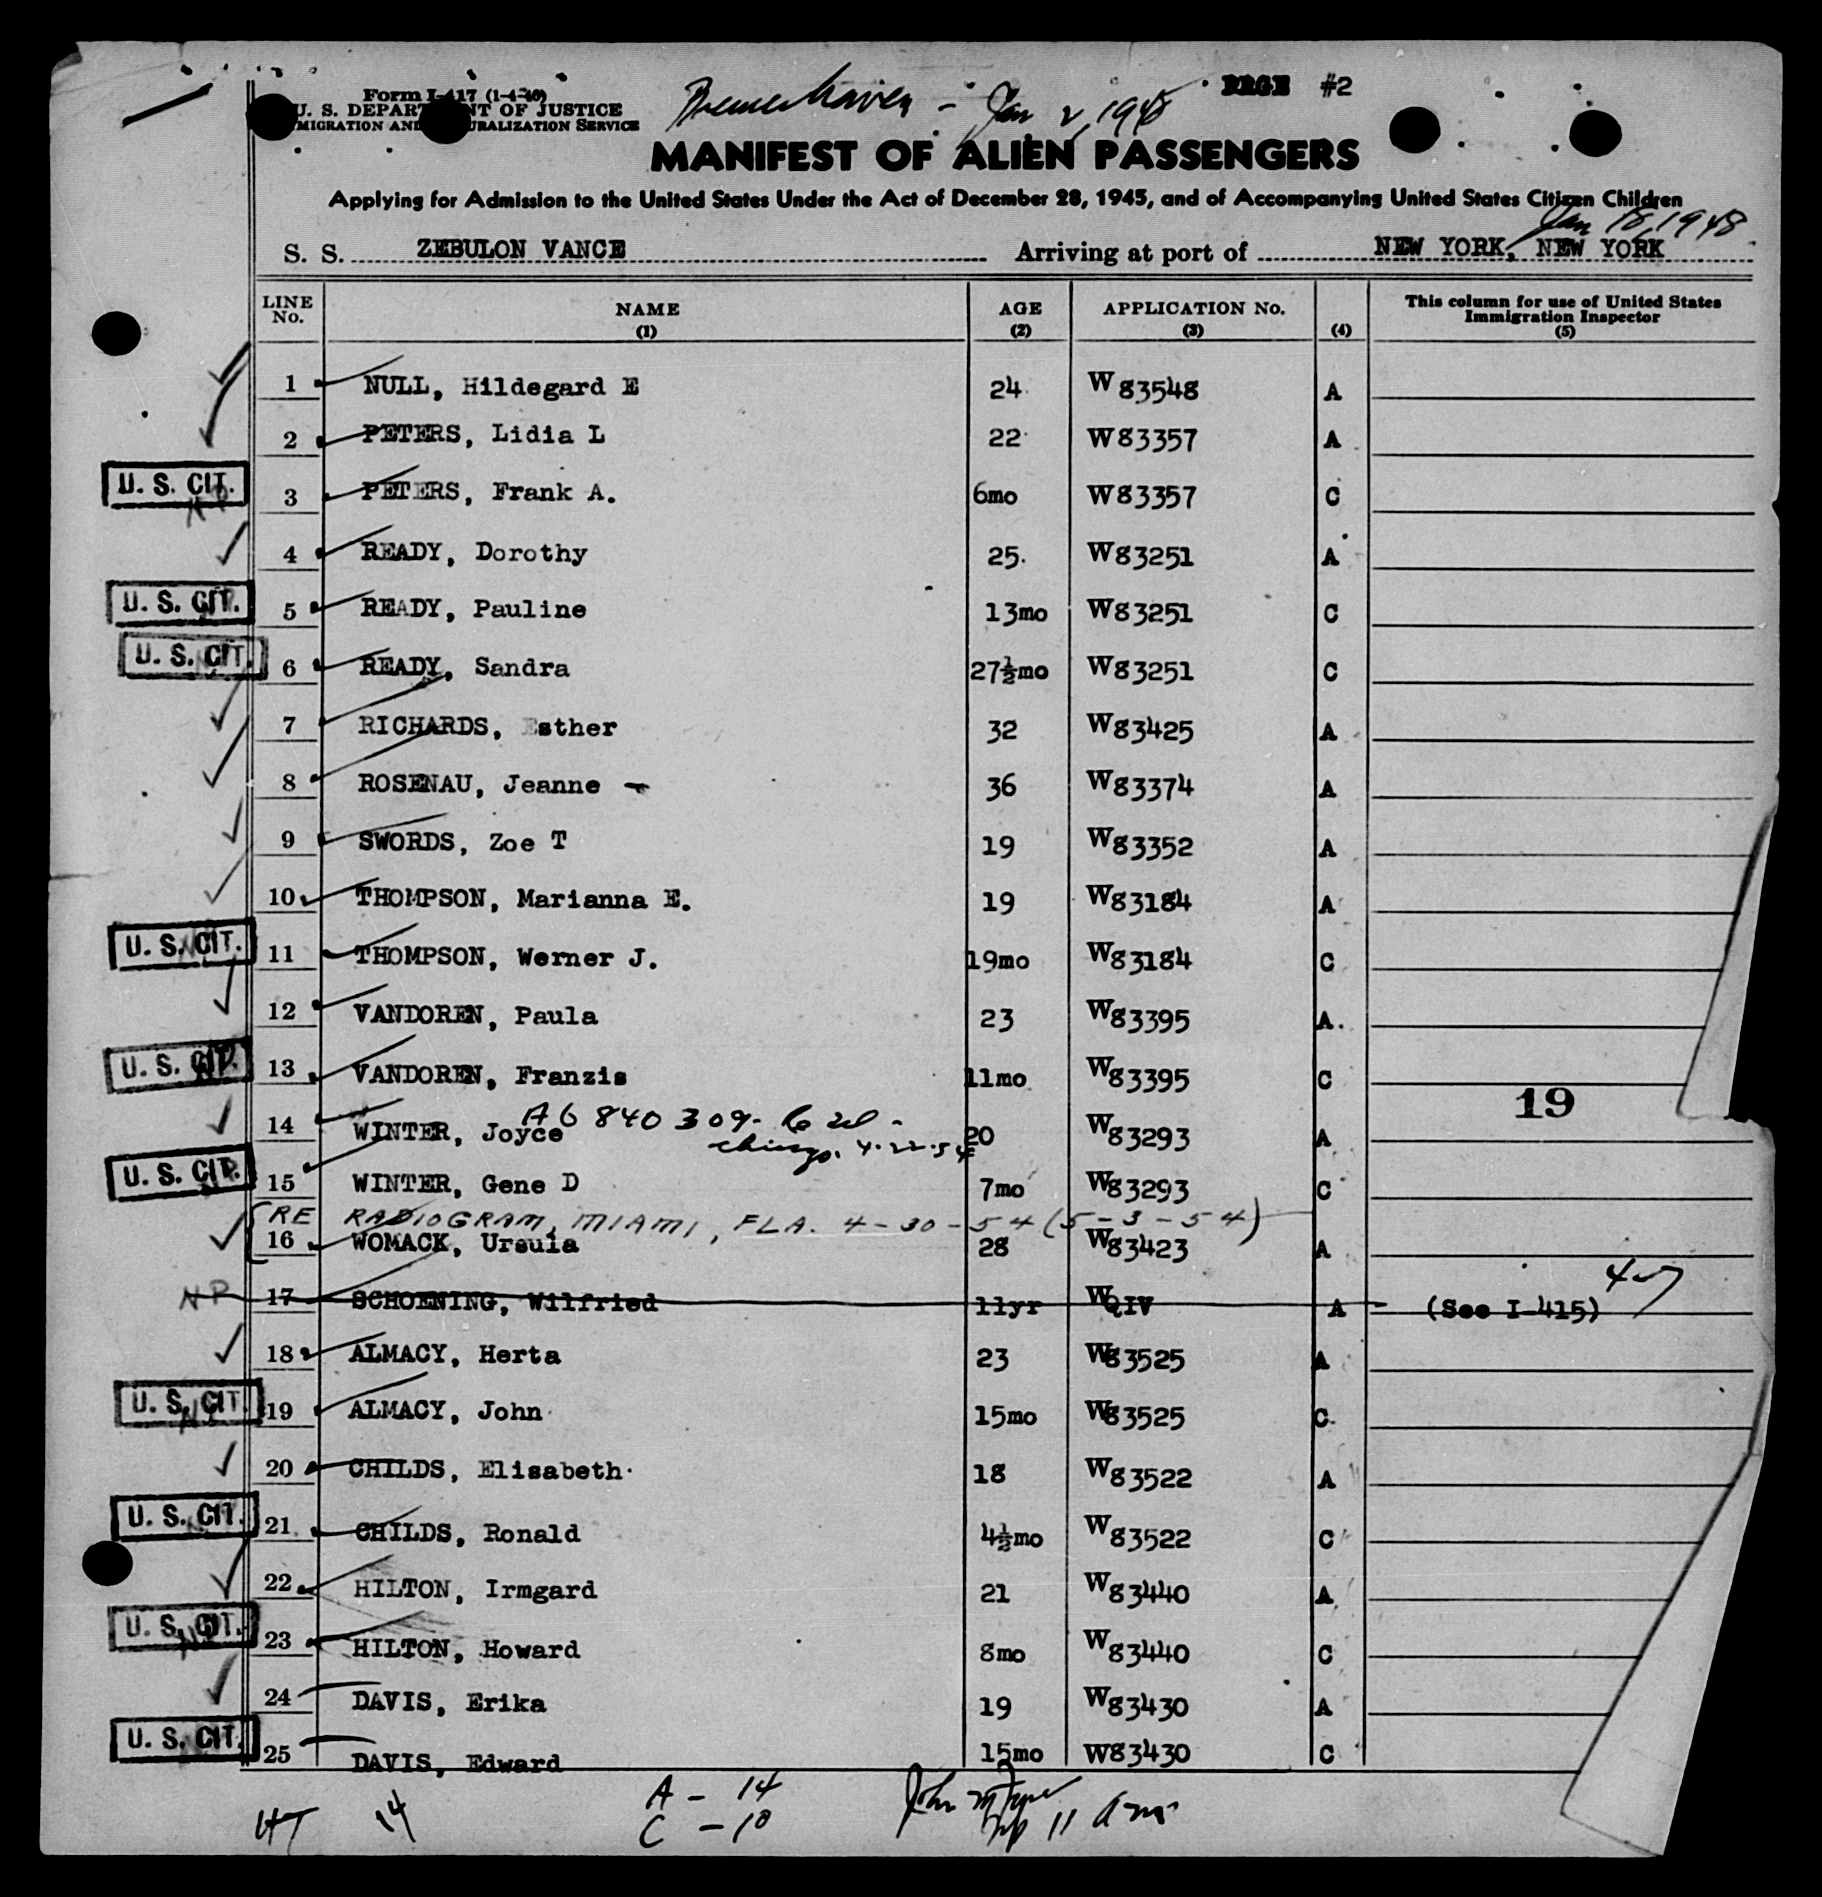 Form I-417 (1-4-46)
U. S. DEPARTMENT OF JUSTICE
IMMIGRATION AND NATURALIZATION SERVICE
Bremerhaven - Jan 2, 1948
PAGE #2
MANIFEST OF ALIEN PASSENGERS
Applying for Admission to the United States Under the Act of December 28, 1945, and of Accompanying United States Citizen Children
Jan 18, 1948
S. S. ZEBULON VANCE Arriving at port of NEW YORK, NEW YORK
LINE No. NAME (1) AGE (2) APPLICATION No. (3) (4) This column for use of United States Immigration Inspector (5)
1 NULL, Hildegard E 24 W 83548 A
2 PETERS, Lidia L 22 W83357 A
U. S. CIT. 3 PETERS, Frank A. 6mo W83357 C
4 READY, Dorothy 25 W83251 A
U. S. CIT. 5 READY, Pauline 13mo W83251 C
U. S. CIT. 6 READY, Sandra 27½mo W83251 C
7 RICHARDS, Esther 32 W83425 A
8 ROSENAU, Jeanne 36 W83374 A
9 SWORDS, Zoe T 19 W83352 A
10 THOMPSON, Marianna E. 19 W83184 A
U. S. CIT. 11 THOMPSON, Werner J. 19mo W83184 C
12 VANDOREN, Paula 23 W83395 A
U. S. CIT. 13 VANDOREN, Franzis 11mo W83395 C
19
A6 840 309
14 WINTER, Joyce 20 W83293 A
Chicago. 4-22-54
U. S. CIT. 15 WINTER, Gene D 7mo W83293 C
RE RADIOGRAM, MIAMI, FLA. 4-30-54 (5-3-54)
16 WOMACK, Ursula 28 W83423 A
NP 17 SCHOENING, Wilfried 11yr WQIV A - (See I-415)
18 ALMACY, Herta 23 W83525 A
U. S. CIT. 19 ALMACY, John 15mo W83525 C
20 CHILDS, Elisabeth 18 W83522 A
U. S. CIT. 21 CHILDS, Ronald 4½mo W83522 C
22 HILTON, Irmgard 21 W83440 A
U. S. CIT. 23 HILTON, Howard 8mo W83440 C
24 DAVIS, Erika 19 W83430 A
U. S. CIT. 25 DAVIS, Edward 15mo W83430 C
14
A - 14
C - 10
John
11